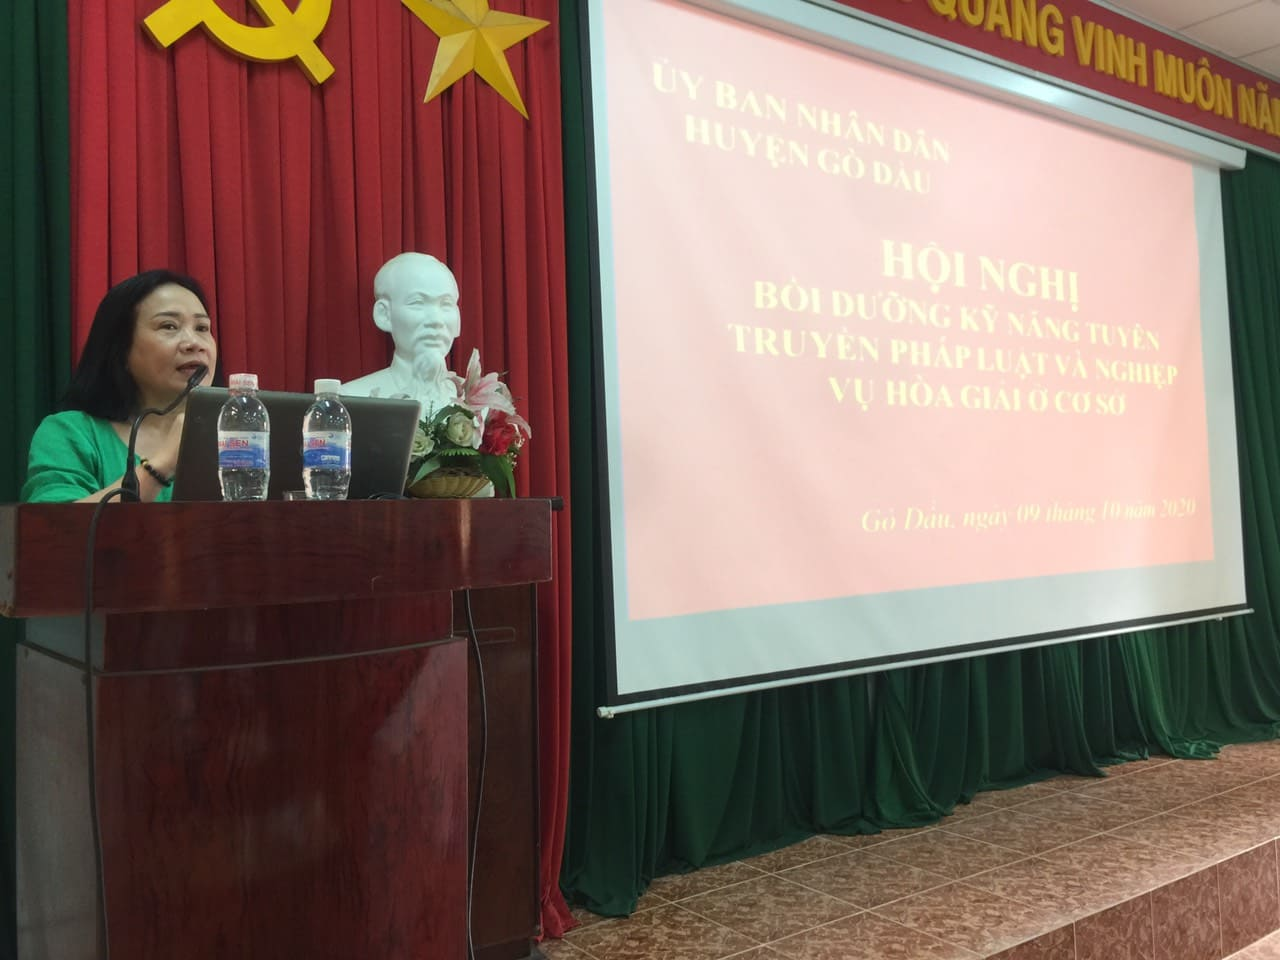 QUANG VINH MUÔN NĂM
ỦY BAN NHÂN DÂN
HUYỆN GÒ DẦU
HỘI NGHỊ
BỒI DƯỠNG KỸ NĂNG TUYÊN
TRUYỀN PHÁP LUẬT VÀ NGHIỆP
VỤ HÒA GIẢI Ở CƠ SỞ
Gò Dầu, ngày 09 tháng 10 năm 2020